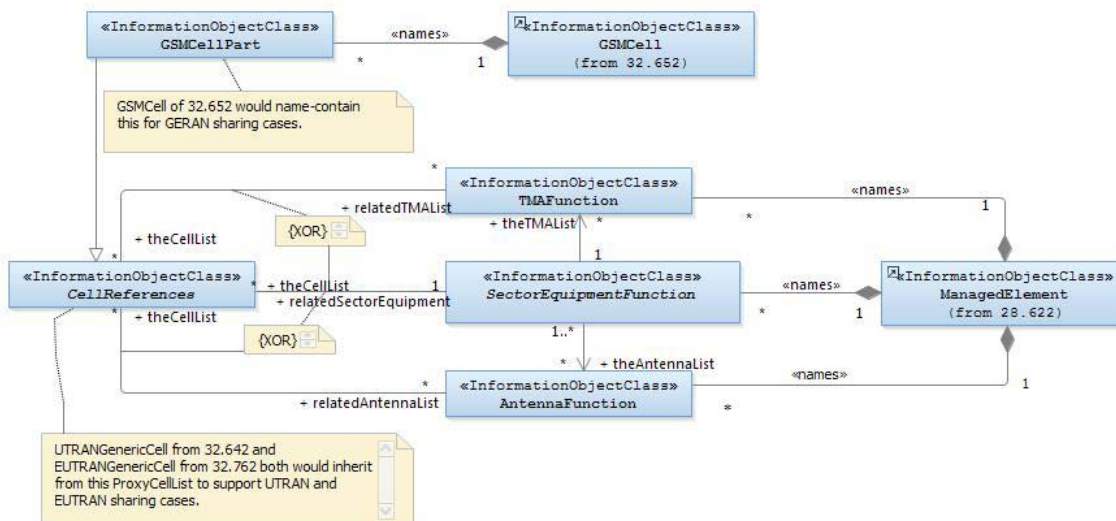 «InformationObjectClass»
GSMCellPart
«names»
*
1
«InformationObjectClass»
GSMCell
(from 32.652)
GSMCell of 32.652 would name-contain
this for GERAN sharing cases.
*
«InformationObjectClass»
TMAFunction
«names»
*
1
+ relatedTMAList
+ theTMAList
*
{XOR}
+ theCellList
*
1
«InformationObjectClass»
CellReferences
*
+ theCellList
1
+ relatedSectorEquipment
«InformationObjectClass»
SectorEquipmentFunction
«names»
*
1
«InformationObjectClass»
ManagedElement
(from 28.622)
*
+ theCellList
{XOR}
1..*
*
+ theAntennaList
*
+ relatedAntennaList
«InformationObjectClass»
AntennaFunction
«names»
*
1
UTRANGenericCell from 32.642 and
EUTRANGenericCell from 32.762 both would inherit
from this ProxyCellList to support UTRAN and
EUTRAN sharing cases.